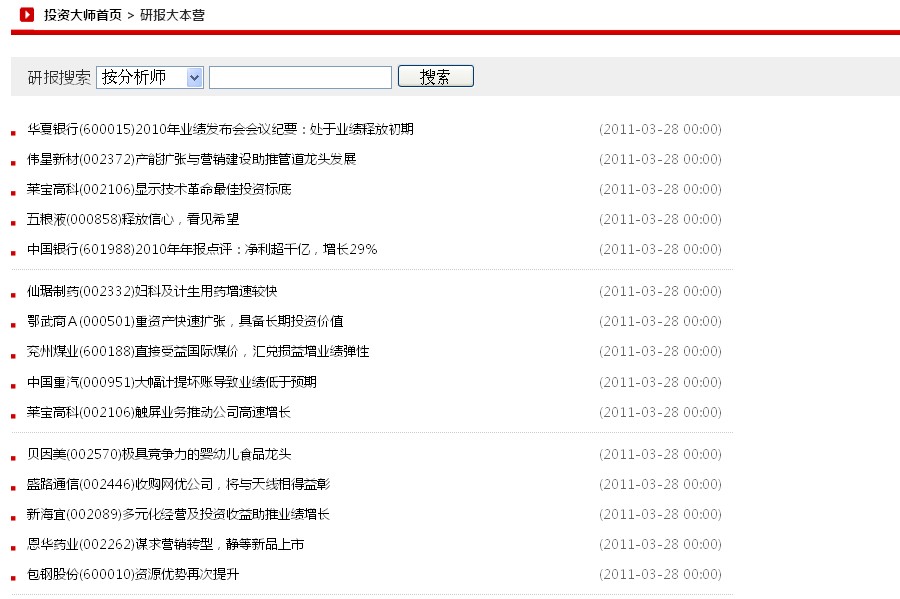 投资大师首页 > 研报大本营
研报搜索 按分析师 搜索
华夏银行(600015)2010年业绩发布会会议纪要：处于业绩释放初期 (2011-03-28 00:00)
伟星新材(002372)产能扩张与营销建设助推管道龙头发展 (2011-03-28 00:00)
莱宝高科(002106)显示技术革命最佳投资标底 (2011-03-28 00:00)
五粮液(000858)释放信心，看见希望 (2011-03-28 00:00)
中国银行(601988)2010年年报点评：净利超千亿，增长29% (2011-03-28 00:00)
仙琚制药(002332)妇科及计生用药增速较快 (2011-03-28 00:00)
鄂武商Ａ(000501)重资产快速扩张，具备长期投资价值 (2011-03-28 00:00)
兖州煤业(600188)直接受益国际煤价，汇兑损益增业绩弹性 (2011-03-28 00:00)
中国重汽(000951)大幅计提坏账导致业绩低于预期 (2011-03-28 00:00)
莱宝高科(002106)触屏业务推动公司高速增长 (2011-03-28 00:00)
贝因美(002570)极具竞争力的婴幼儿食品龙头 (2011-03-28 00:00)
盛路通信(002446)收购网优公司，将与天线相得益彰 (2011-03-28 00:00)
新海宜(002089)多元化经营及投资收益助推业绩增长 (2011-03-28 00:00)
恩华药业(002262)谋求营销转型，静等新品上市 (2011-03-28 00:00)
包钢股份(600010)资源优势再次提升 (2011-03-28 00:00)